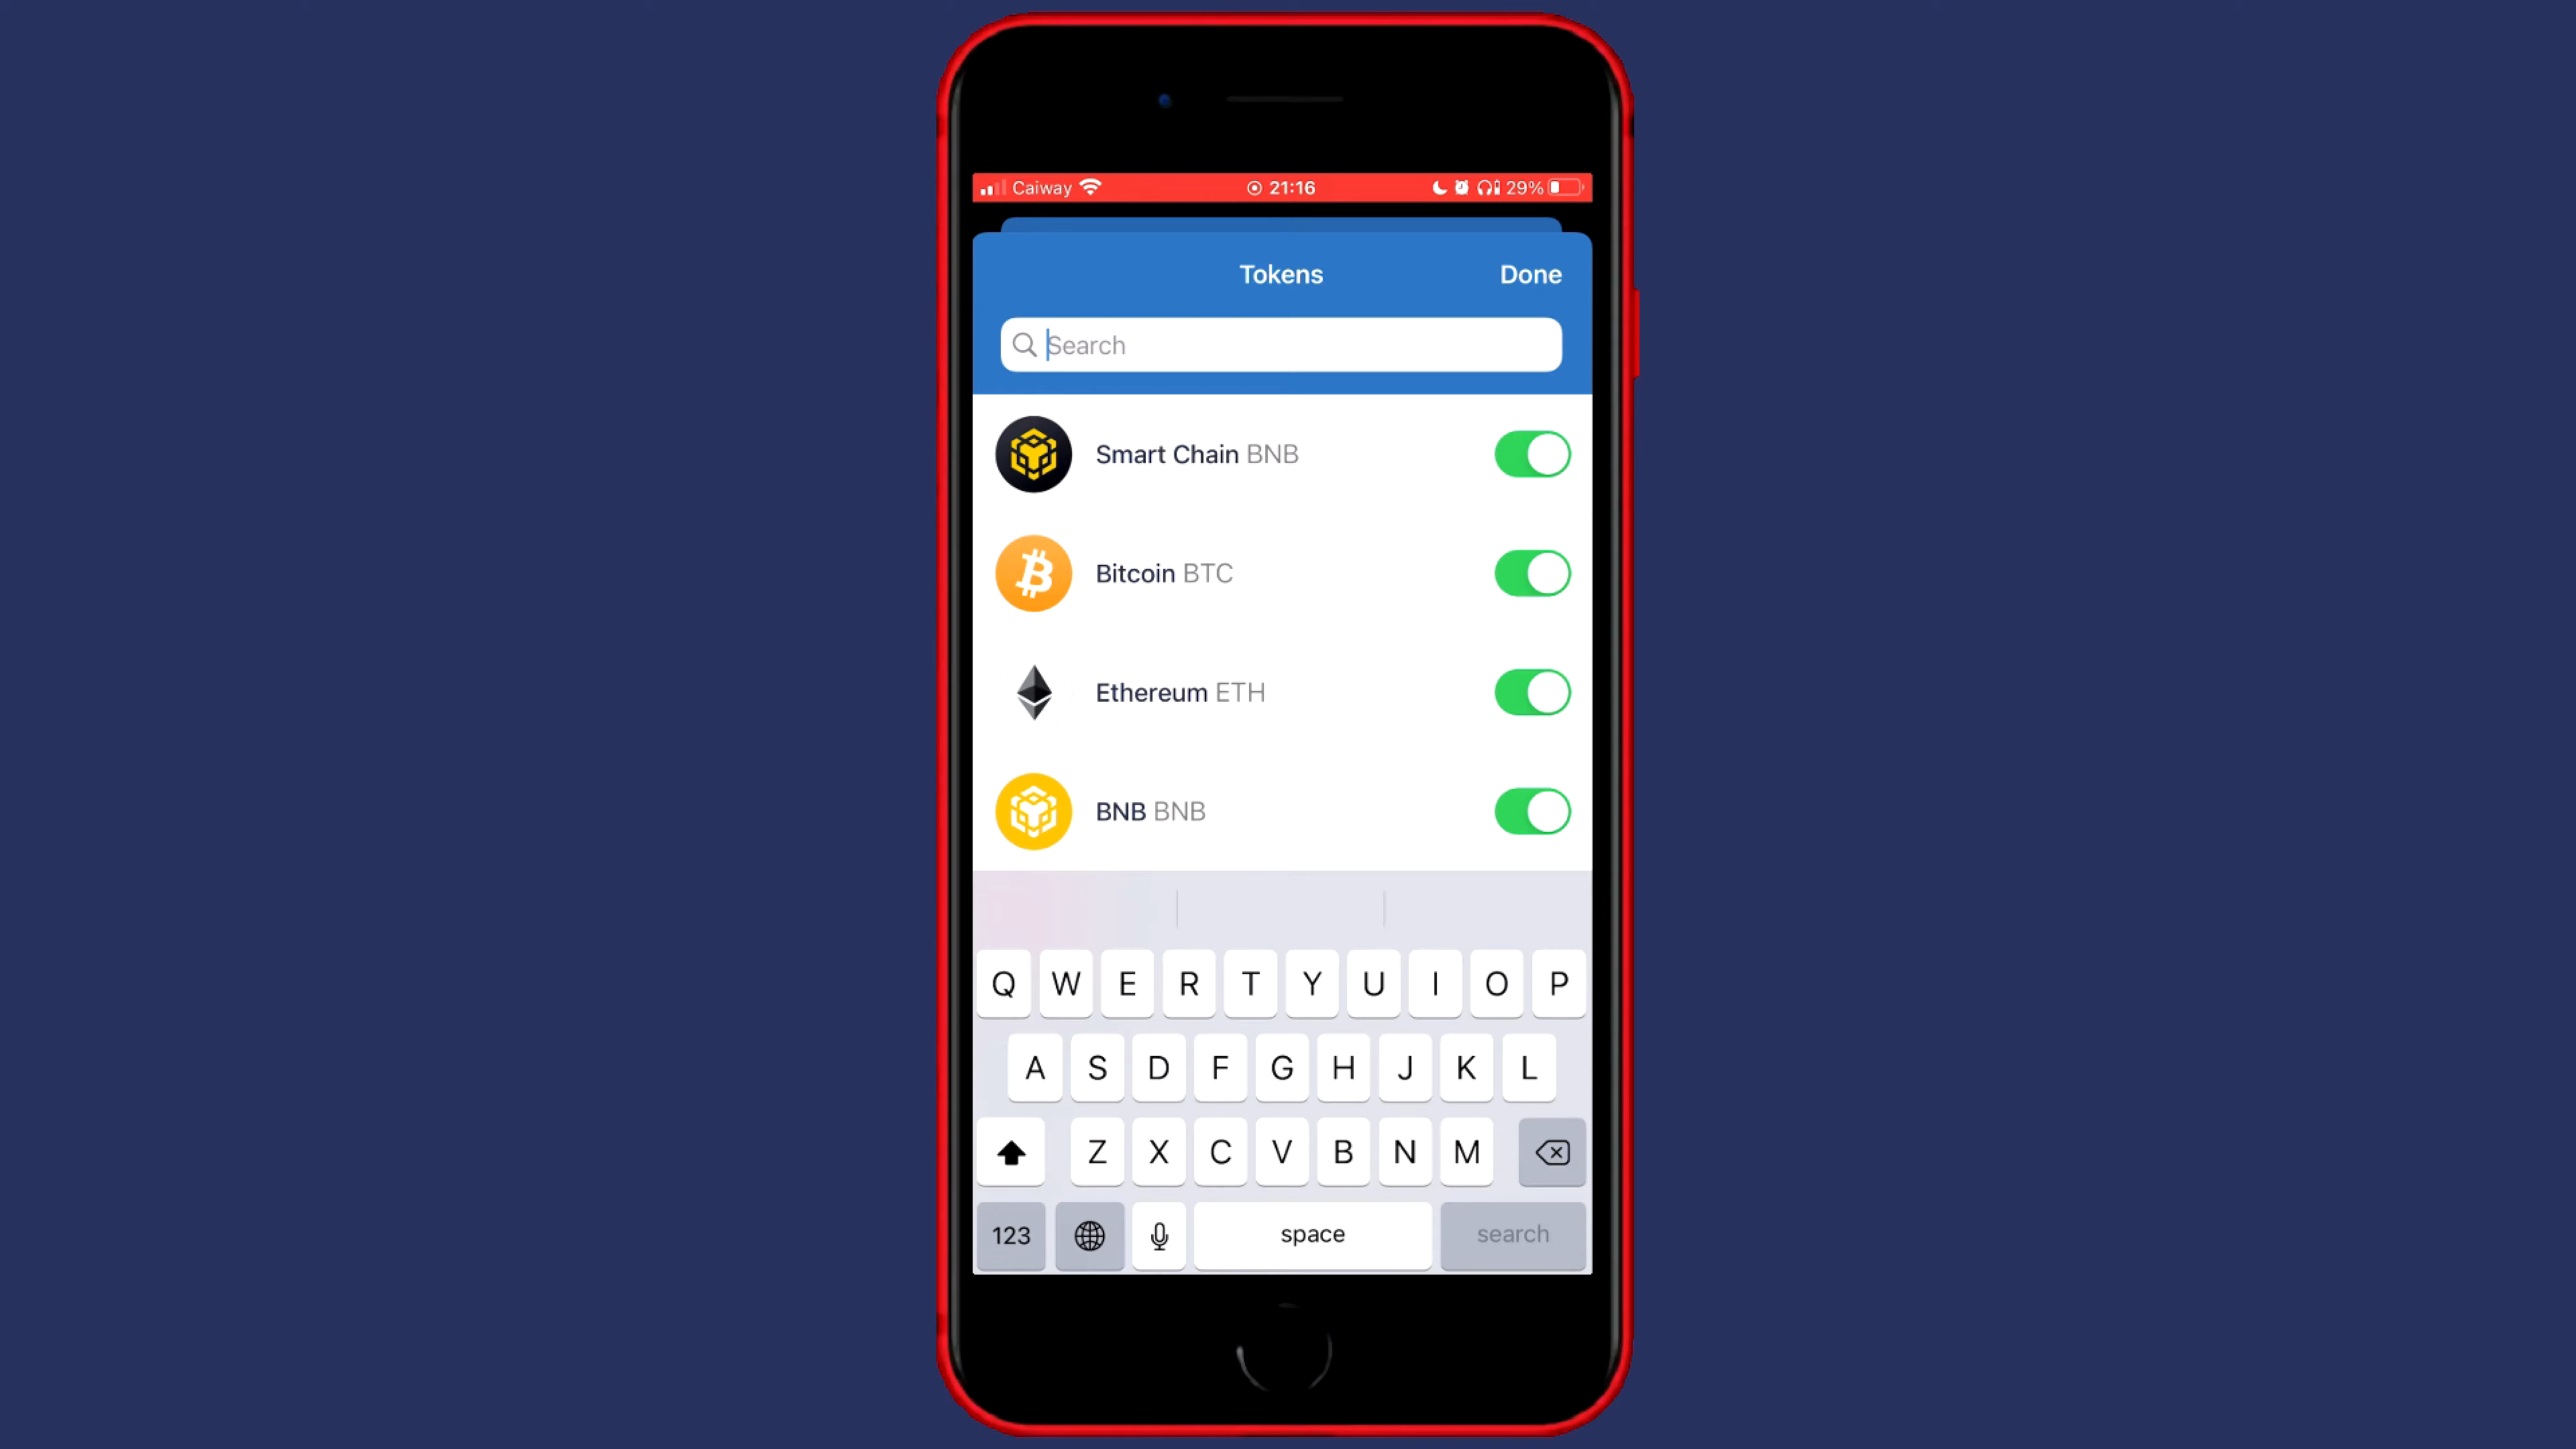 Caiway 21:16 29%
Tokens Done
Search
Smart Chain BNB
Bitcoin BTC
Ethereum ETH
BNB BNB
Q W E R T Y U I O P
A S D F G H J K L
Z X C V B N M
123 space search